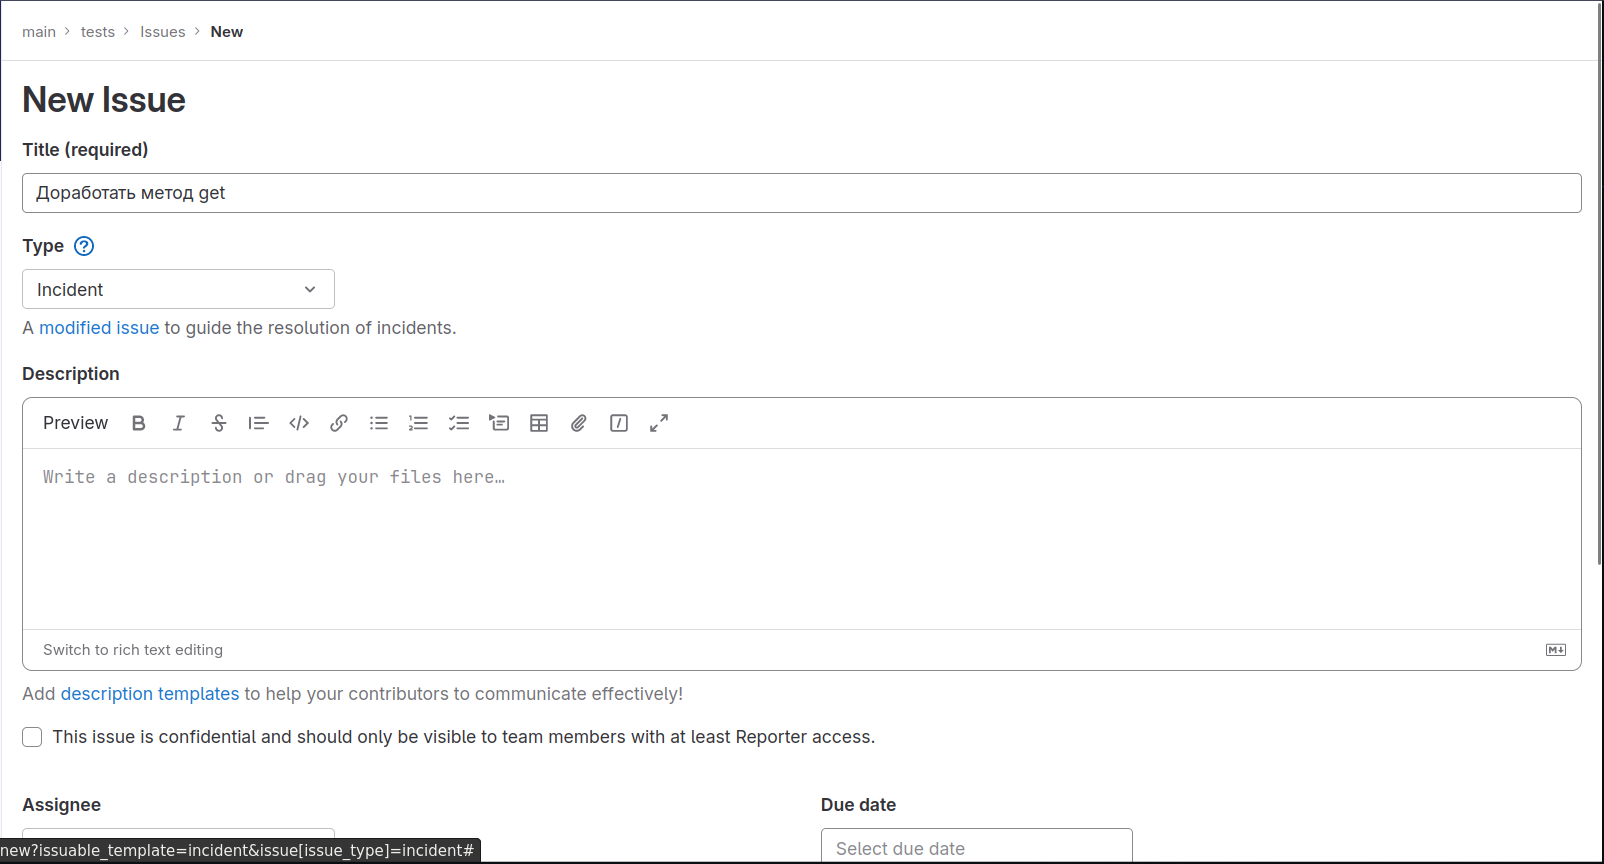 main > tests > Issues > New
New Issue
Title (required)
Доработать метод get
Type ?
Incident
A modified issue to guide the resolution of incidents.
Description
Preview B I S
Write a description or drag your files here…
Switch to rich text editing
Add description templates to help your contributors to communicate effectively!
This issue is confidential and should only be visible to team members with at least Reporter access.
Assignee Due date
Select due date
new?issuable_template=incident&issue[issue_type]=incident#